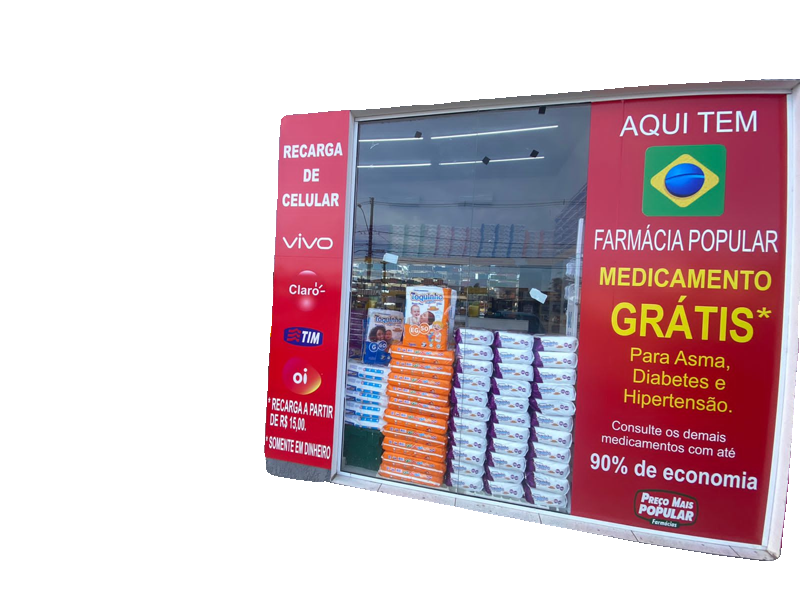 RECARGA
DE
CELULAR
vivo
Claro
TIM
oi
* RECARGA A PARTIR
DE R$ 15,00.
* SOMENTE EM DINHEIRO
Toquinho
AQUI TEM
FARMÁCIA POPULAR
MEDICAMENTO
GRÁTIS*
Para Asma,
Diabetes e
Hipertensão.
Consulte os demais
medicamentos com até
90% de economia
PREÇO MAIS
POPULAR
Farmácias